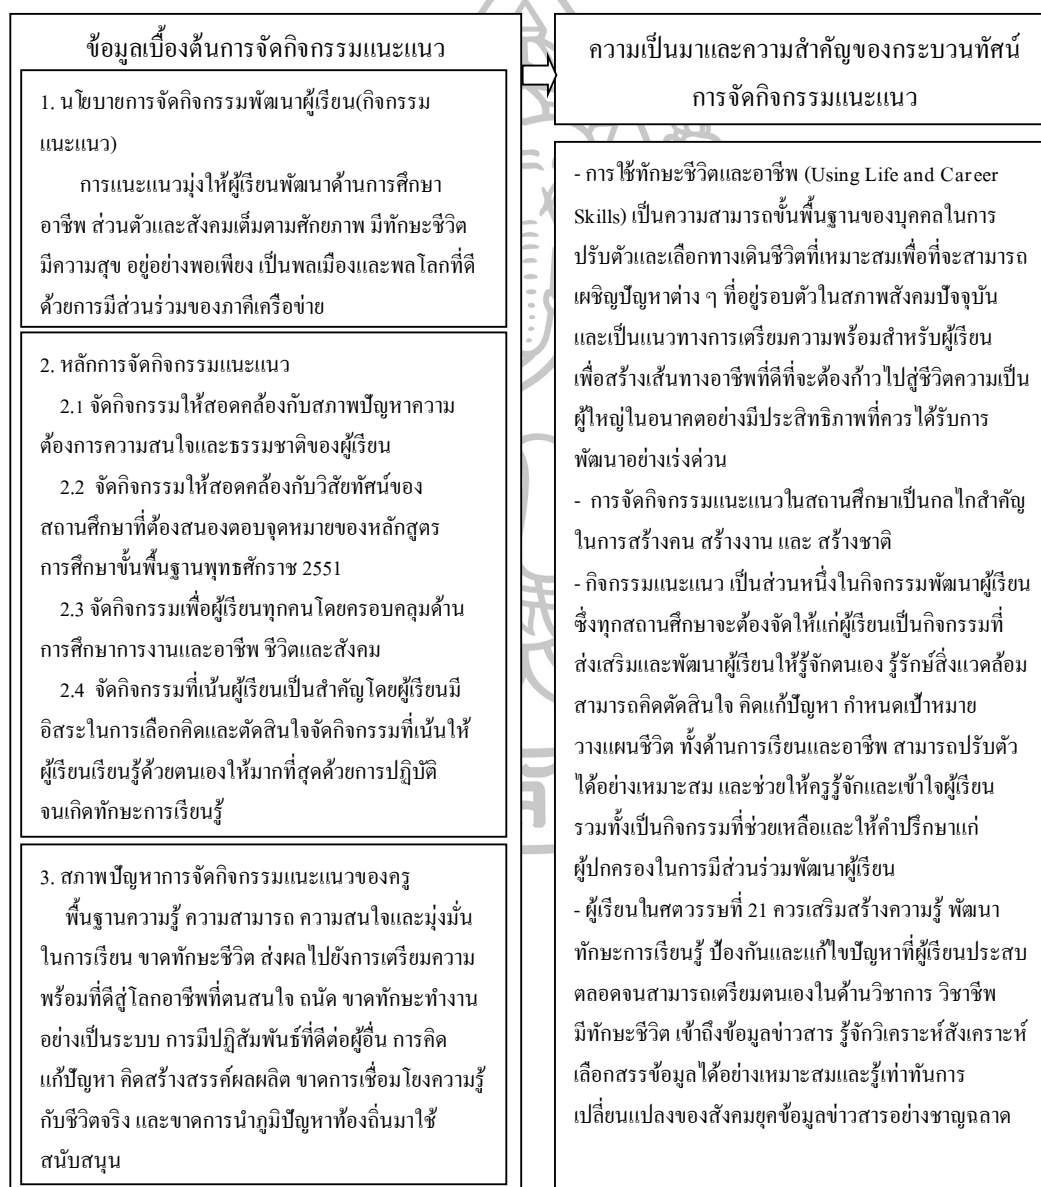 ข้อมูลเบื้องต้นการจัดกิจกรรมแนะแนว
1. นโยบายการจัดกิจกรรมพัฒนาผู้เรียน(กิจกรรม
แนะแนว)
การแนะแนวมุ่งให้ผู้เรียนพัฒนาด้านการศึกษา
อาชีพ ส่วนตัวและสังคมเต็มตามศักยภาพ มีทักษะชีวิต
มีความสุข อยู่อย่างพอเพียง เป็นพลเมืองและพลโลกที่ดี
ด้วยการมีส่วนร่วมของภาคีเครือข่าย
2. หลักการจัดกิจกรรมแนะแนว
2.1 จัดกิจกรรมให้สอดคล้องกับสภาพปัญหาความ
ต้องการความสนใจและธรรมชาติของผู้เรียน
2.2 จัดกิจกรรมให้สอดคล้องกับวิสัยทัศน์ของ
สถานศึกษาที่ต้องสนองตอบจุดหมายของหลักสูตร
การศึกษาขั้นพื้นฐานพุทธศักราช 2551
2.3 จัดกิจกรรมเพื่อผู้เรียนทุกคนโดยครอบคลุมด้าน
การศึกษาการงานและอาชีพ ชีวิตและสังคม
2.4 จัดกิจกรรมที่เน้นผู้เรียนเป็นสำคัญโดยผู้เรียนมี
อิสระในการเลือกคิดและตัดสินใจจัดกิจกรรมที่เน้นให้
ผู้เรียนเรียนรู้ด้วยตนเองให้มากที่สุดด้วยการปฏิบัติ
จนเกิดทักษะการเรียนรู้
3. สภาพปัญหาการจัดกิจกรรมแนะแนวของครู
พื้นฐานความรู้ ความสามารถ ความสนใจและมุ่งมั่น
ในการเรียน ขาดทักษะชีวิต ส่งผลไปยังการเตรียมความ
พร้อมที่ดีสู่โลกอาชีพที่ตนสนใจ ถนัด ขาดทักษะทำงาน
อย่างเป็นระบบ การมีปฏิสัมพันธ์ที่ดีต่อผู้อื่น การคิด
แก้ปัญหา คิดสร้างสรรค์ผลผลิต ขาดการเชื่อมโยงความรู้
กับชีวิตจริง และขาดการนำภูมิปัญหาท้องถิ่นมาใช้
สนับสนุน
ความเป็นมาและความสำคัญของกระบวนทัศน์
การจัดกิจกรรมแนะแนว
- การใช้ทักษะชีวิตและอาชีพ (Using Life and Career
Skills) เป็นความสามารถขั้นพื้นฐานของบุคคลในการ
ปรับตัวและเลือกทางเดินชีวิตที่เหมาะสมเพื่อที่จะสามารถ
เผชิญปัญหาต่าง ๆ ที่อยู่รอบตัวในสภาพสังคมปัจจุบัน
และเป็นแนวทางการเตรียมความพร้อมสำหรับผู้เรียน
เพื่อสร้างเส้นทางอาชีพที่ดีที่จะต้องก้าวไปสู่ชีวิตความเป็น
ผู้ใหญ่ในอนาคตอย่างมีประสิทธิภาพที่ควรได้รับการ
พัฒนาอย่างเร่งด่วน
- การจัดกิจกรรมแนะแนวในสถานศึกษาเป็นกลไกสำคัญ
ในการสร้างคน สร้างงาน และ สร้างชาติ
- กิจกรรมแนะแนว เป็นส่วนหนึ่งในกิจกรรมพัฒนาผู้เรียน
ซึ่งทุกสถานศึกษาจะต้องจัดให้แก่ผู้เรียนเป็นกิจกรรมที่
ส่งเสริมและพัฒนาผู้เรียนให้รู้จักตนเอง รู้รักษ์สิ่งแวดล้อม
สามารถคิดตัดสินใจ คิดแก้ปัญหา กำหนดเป้าหมาย
วางแผนชีวิต ทั้งด้านการเรียนและอาชีพ สามารถปรับตัว
ได้อย่างเหมาะสม และช่วยให้ครูรู้จักและเข้าใจผู้เรียน
รวมทั้งเป็นกิจกรรมที่ช่วยเหลือและให้คำปรึกษาแก่
ผู้ปกครองในการมีส่วนร่วมพัฒนาผู้เรียน
- ผู้เรียนในศตวรรษที่ 21 ควรเสริมสร้างความรู้ พัฒนา
ทักษะการเรียนรู้ ป้องกันและแก้ไขปัญหาที่ผู้เรียนประสบ
ตลอดจนสามารถเตรียมตนเองในด้านวิชาการ วิชาชีพ
มีทักษะชีวิต เข้าถึงข้อมูลข่าวสาร รู้จักวิเคราะห์สังเคราะห์
เลือกสรรข้อมูลได้อย่างเหมาะสมและรู้เท่าทันการ
เปลี่ยนแปลงของสังคมยุคข้อมูลข่าวสารอย่างชาญฉลาด